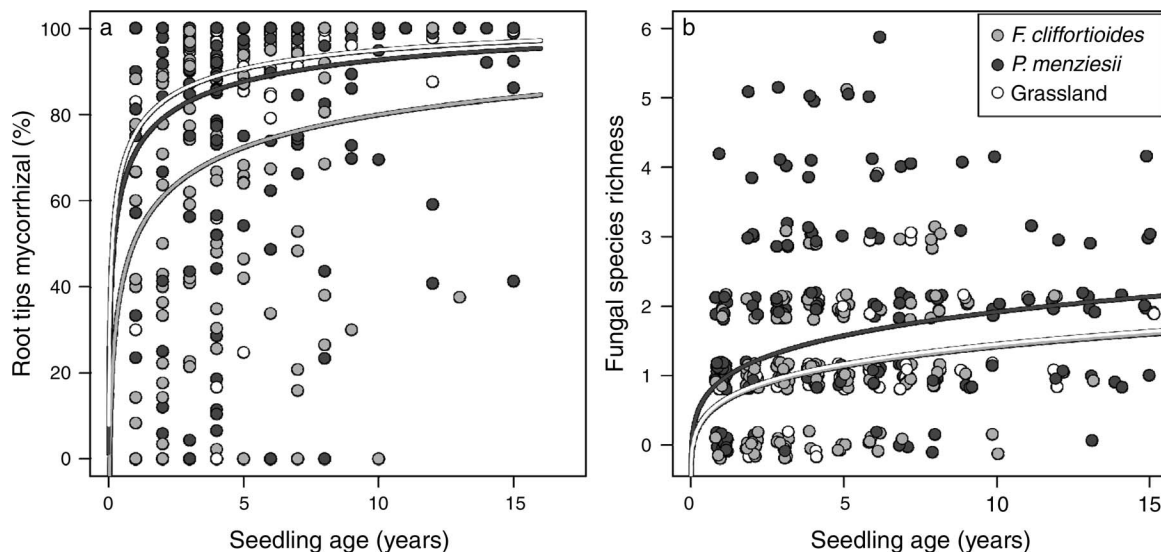 a
100
80
60
40
20
0
Root tips mycorrhizal (%)
0
5
10
15
Seedling age (years)
b
6
5
4
3
2
1
0
Fungal species richness
0
5
10
15
Seedling age (years)
F. cliffortioides
P. menziesii
Grassland